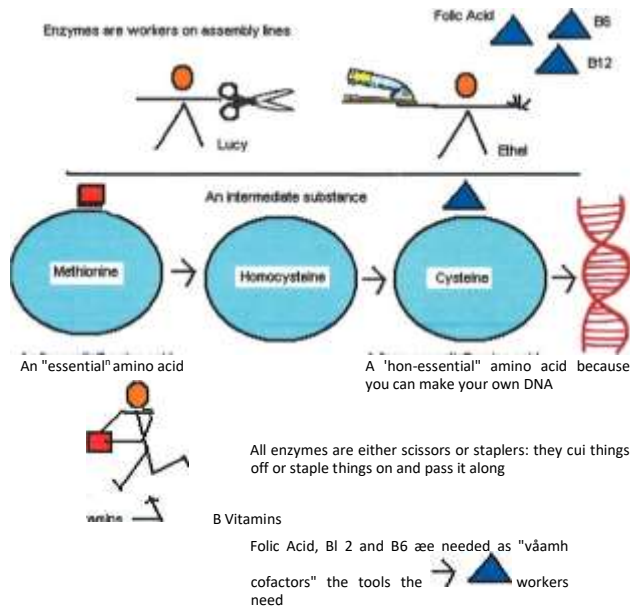 Enzymes are workers on assembly lines
Folic Acid
B6
B12
Lucy
Ethel
An intermediate substance
Methionine
Homocysteine
Cysteine
An "essential" amino acid
A 'hon-essential" amino acid because
you can make your own DNA
All enzymes are either scissors or staplers: they cui things
off or staple things on and pass it along
B Vitamins
Folic Acid, Bl 2 and B6 æe needed as "våamh
cofactors" the tools the workers
need